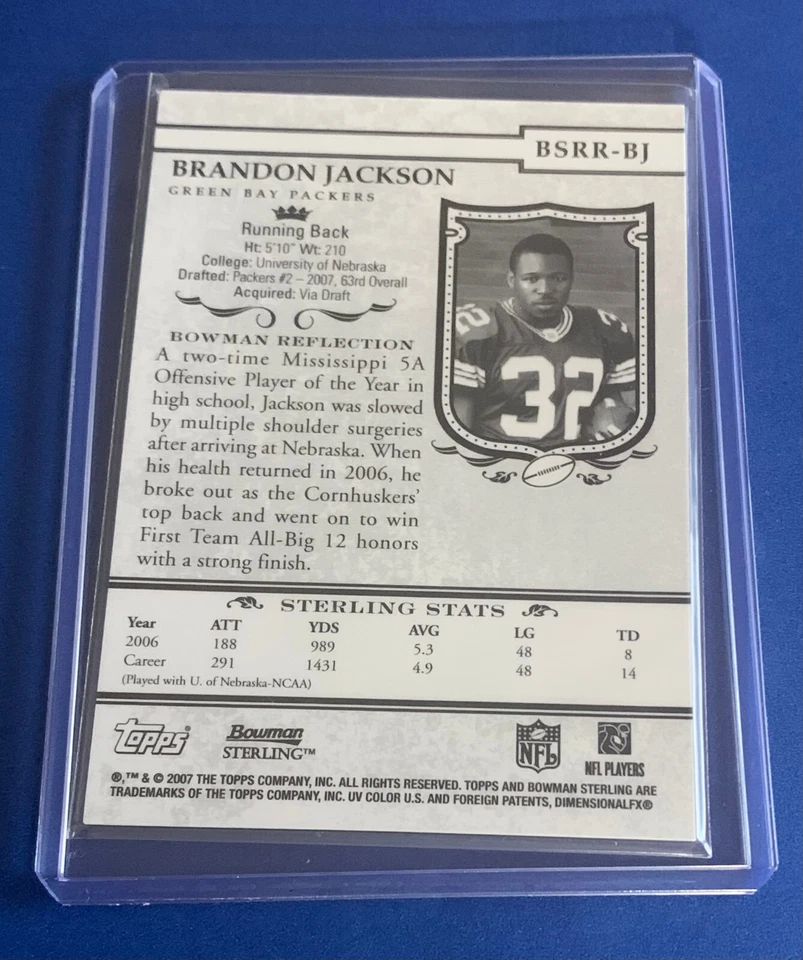 BSRR-BJ
BRANDON JACKSON
GREEN BAY PACKERS
Running Back
Ht: 5'10" Wt: 210
College: University of Nebraska
Drafted: Packers #2 – 2007, 63rd Overall
Acquired: Via Draft
BOWMAN REFLECTION
A two-time Mississippi 5A
Offensive Player of the Year in
high school, Jackson was slowed
by multiple shoulder surgeries
after arriving at Nebraska. When
his health returned in 2006, he
broke out as the Cornhuskers'
top back and went on to win
First Team All-Big 12 honors
with a strong finish.
32
32
STERLING STATS
Year ATT YDS AVG LG TD
2006 188 989 5.3 48 8
Career 291 1431 4.9 48 14
(Played with U. of Nebraska-NCAA)
Topps Bowman NFL
STERLING™ NFL PLAYERS
®,™ & © 2007 THE TOPPS COMPANY, INC. ALL RIGHTS RESERVED. TOPPS AND BOWMAN STERLING ARE
TRADEMARKS OF THE TOPPS COMPANY, INC. UV COLOR U.S. AND FOREIGN PATENTS, DIMENSIONALFX®